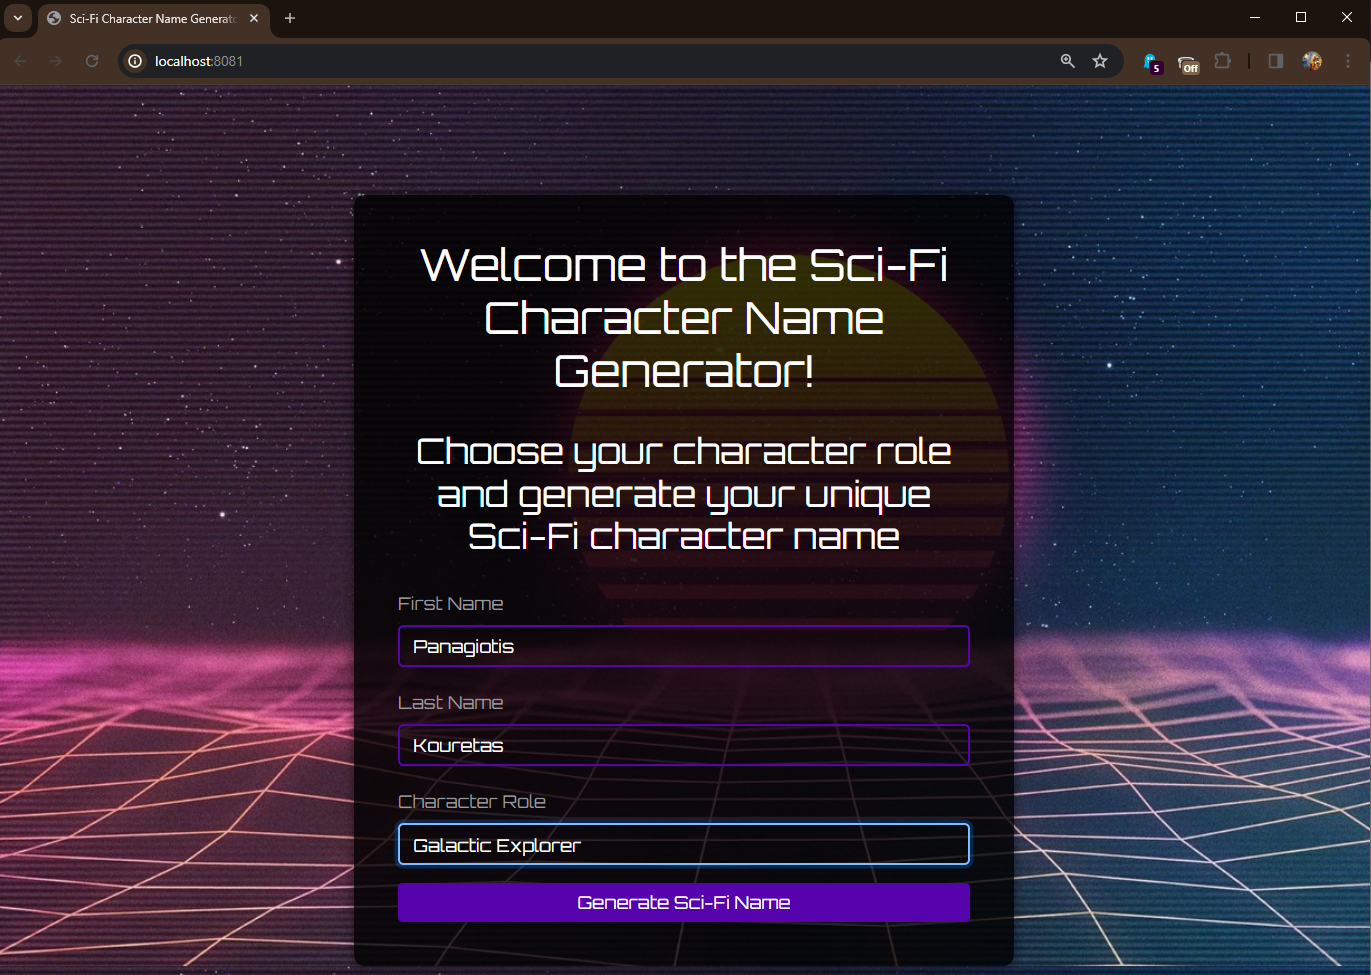 Sci-Fi Character Name Generato
localhost:8081
5
Off
Welcome to the Sci-Fi
Character Name
Generator!
Choose your character role
and generate your unique
Sci-Fi character name
First Name
Panagiotis
Last Name
Kouretas
Character Role
Galactic Explorer
Generate Sci-Fi Name